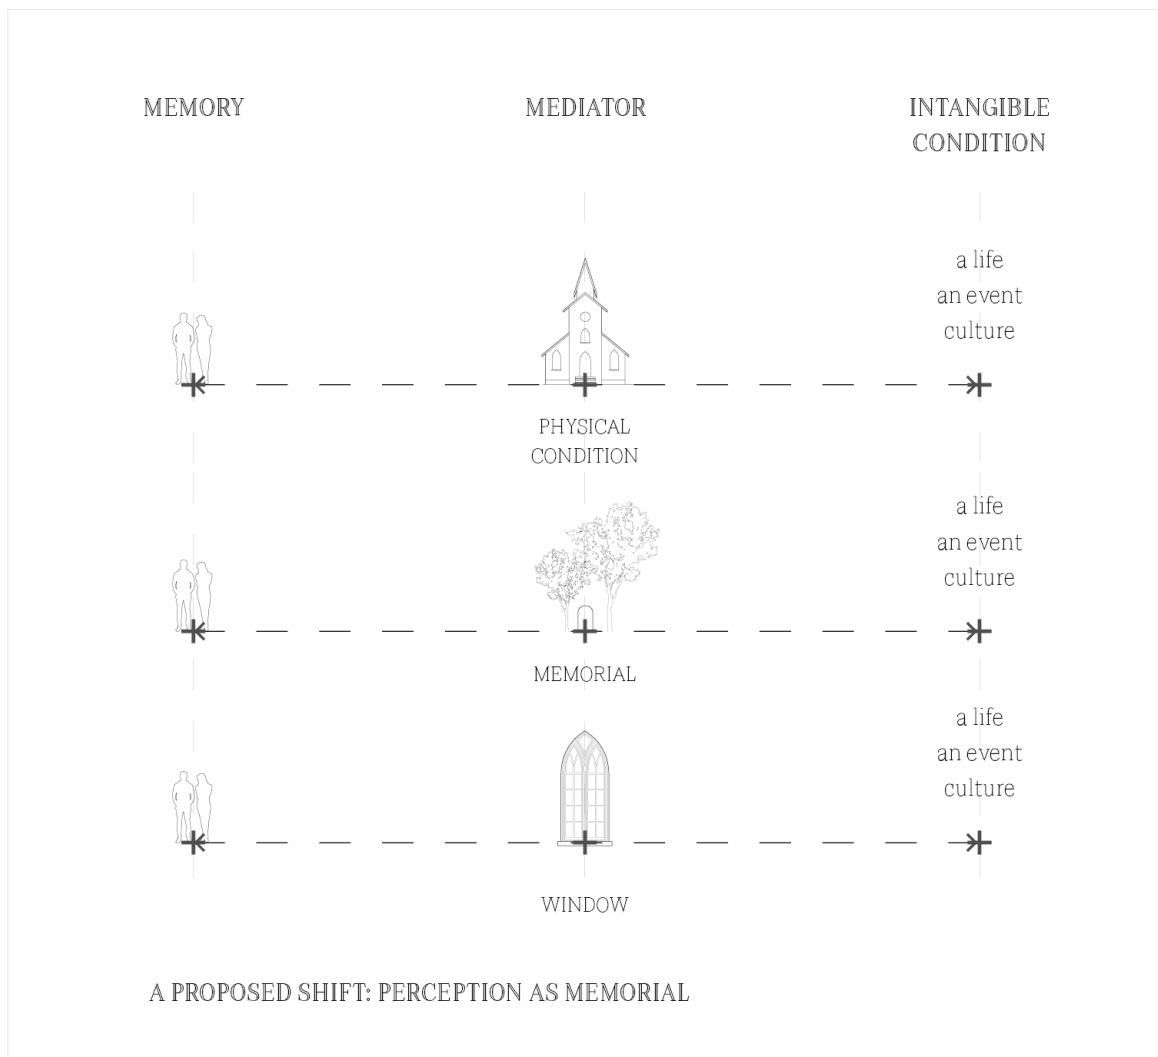 MEMORY
MEDIATOR
INTANGIBLE
CONDITION
a life
an event
culture
PHYSICAL
CONDITION
a life
an event
culture
MEMORIAL
a life
an event
culture
WINDOW
A PROPOSED SHIFT: PERCEPTION AS MEMORIAL